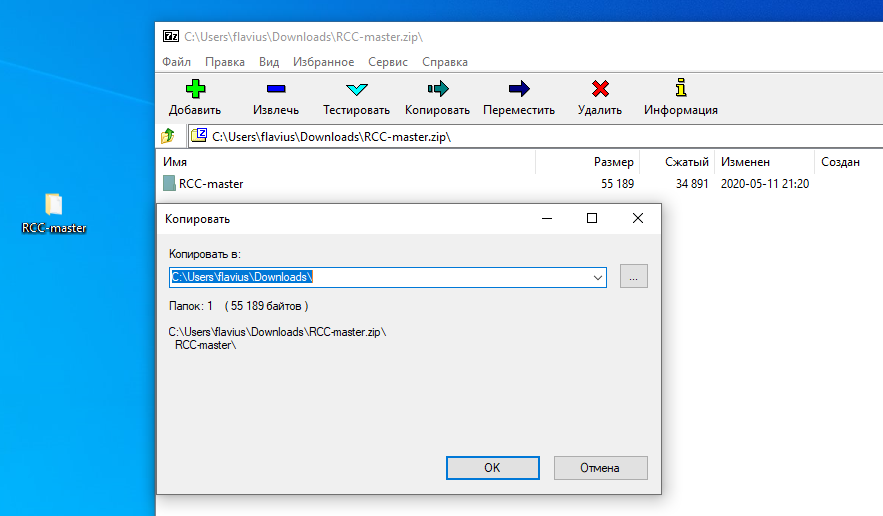 C:\Users\flavius\Downloads\RCC-master.zip\
Файл Правка Вид Избранное Сервис Справка
Добавить Извлечь Тестировать Копировать Переместить Удалить Информация
C:\Users\flavius\Downloads\RCC-master.zip\
Имя Размер Сжатый Изменен Создан
RCC-master 55 189 34 891 2020-05-11 21:20
RCC-master
Копировать
Копировать в:
C:\Users\flavius\Downloads\
...
Папок: 1 ( 55 189 байтов )
C:\Users\flavius\Downloads\RCC-master.zip\
RCC-master\
OK Отмена